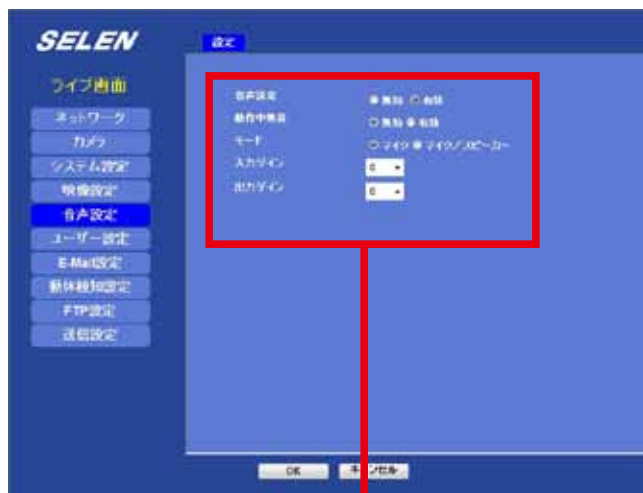 SELEN
設定
ライブ画面
ネットワーク
カメラ
システム設定
映像設定
音声設定
ユーザー設定
E-Mail設定
動体検知設定
FTP設定
送信設定
音声設定 無効 有効
動作中無音 無効 有効
モード マイク マイク/スピーカー
入力ゲイン 6
出力ゲイン 6
OK キャンセル